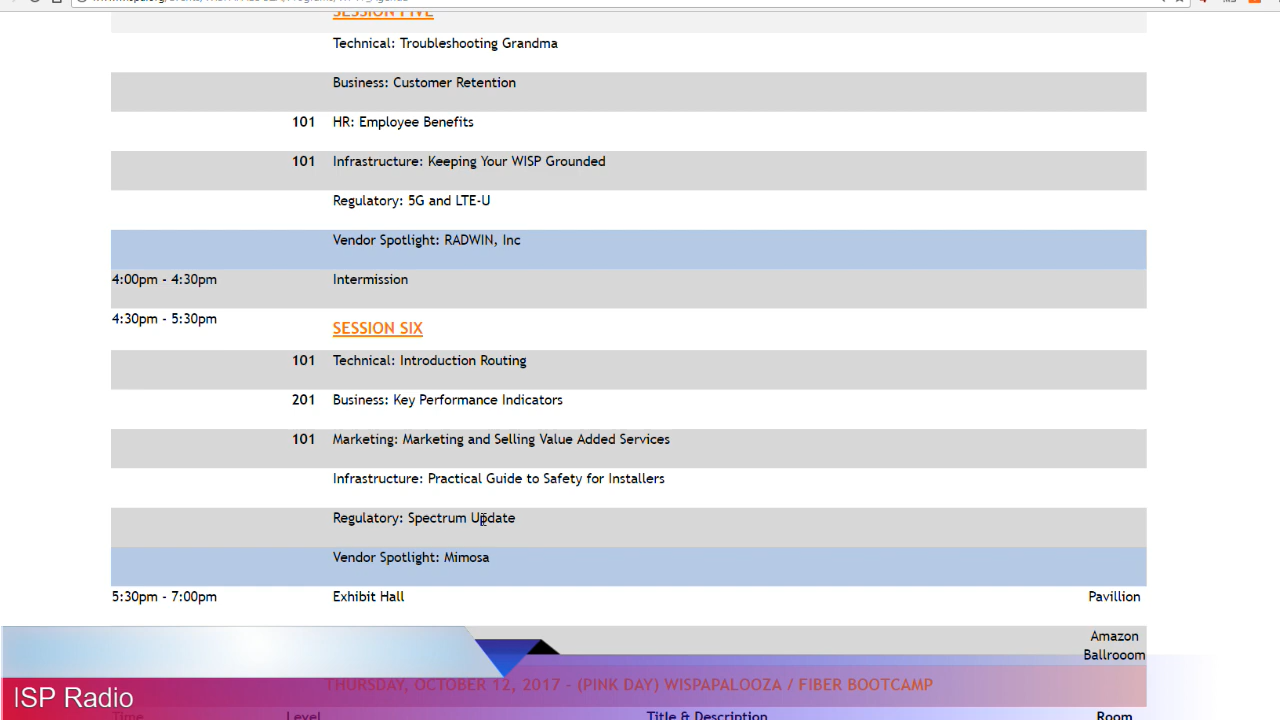 SESSION FIVE
Technical: Troubleshooting Grandma
Business: Customer Retention
101 HR: Employee Benefits
101 Infrastructure: Keeping Your WISP Grounded
Regulatory: 5G and LTE-U
Vendor Spotlight: RADWIN, Inc
4:00pm - 4:30pm Intermission
4:30pm - 5:30pm
SESSION SIX
101 Technical: Introduction Routing
201 Business: Key Performance Indicators
101 Marketing: Marketing and Selling Value Added Services
Infrastructure: Practical Guide to Safety for Installers
Regulatory: Spectrum Update
Vendor Spotlight: Mimosa
5:30pm - 7:00pm Exhibit Hall Pavillion
Amazon
Ballrooom
THURSDAY, OCTOBER 12, 2017 - (PINK DAY) WISPAPALOOZA / FIBER BOOTCAMP
ISP Radio
Time Level Title & Description Room